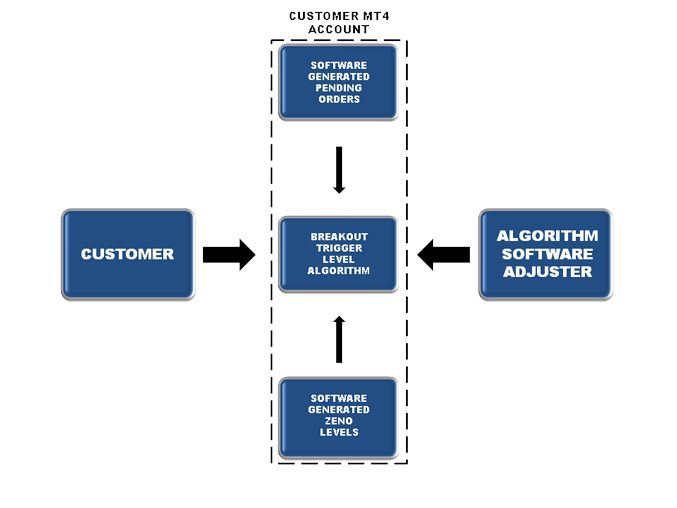 CUSTOMER MT4
ACCOUNT
SOFTWARE
GENERATED
PENDING
ORDERS
CUSTOMER
BREAKOUT
TRIGGER
LEVEL
ALGORITHM
ALGORITHM
SOFTWARE
ADJUSTER
SOFTWARE
GENERATED
ZENO
LEVELS